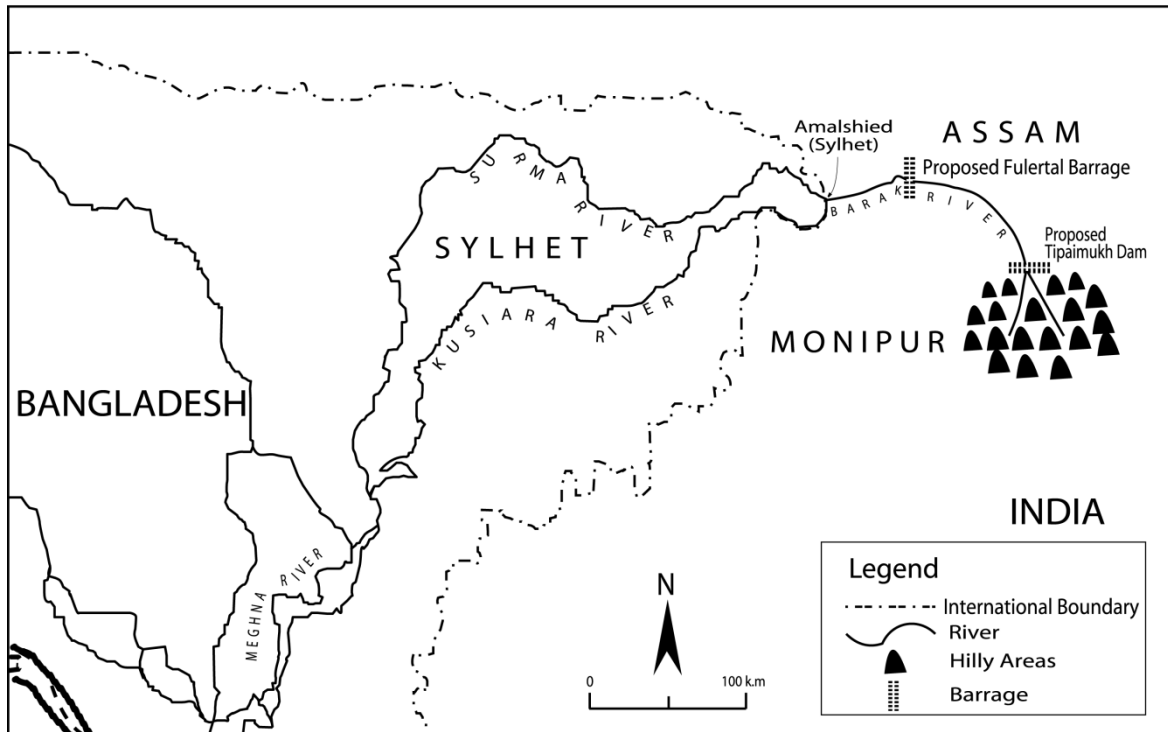 Amalshied
(Sylhet)
ASSAM
Proposed Fulertal Barrage
SURMA RIVER
BARAK RIVER
SYLHET
Proposed
Tipaimukh Dam
KUSIARA RIVER
MONIPUR
BANGLADESH
INDIA
MEGHNA RIVER
N
0 100 k.m
Legend
International Boundary
River
Hilly Areas
Barrage